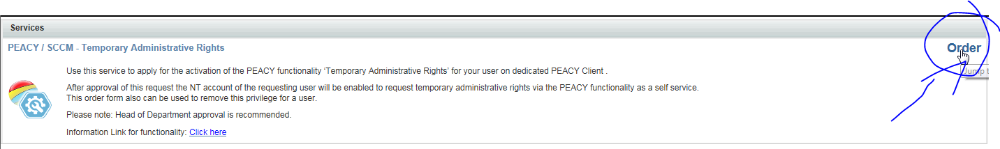 Services
PEACY / SCCM - Temporary Administrative Rights
Order
Jump t
Use this service to apply for the activation of the PEACY functionality ‘Temporary Administrative Rights’ for your user on dedicated PEACY Client .
After approval of this request the NT account of the requesting user will be enabled to request temporary administrative rights via the PEACY functionality as a self service.
This order form also can be used to remove this privilege for a user.
Please note: Head of Department approval is recommended.
Information Link for functionality: Click here